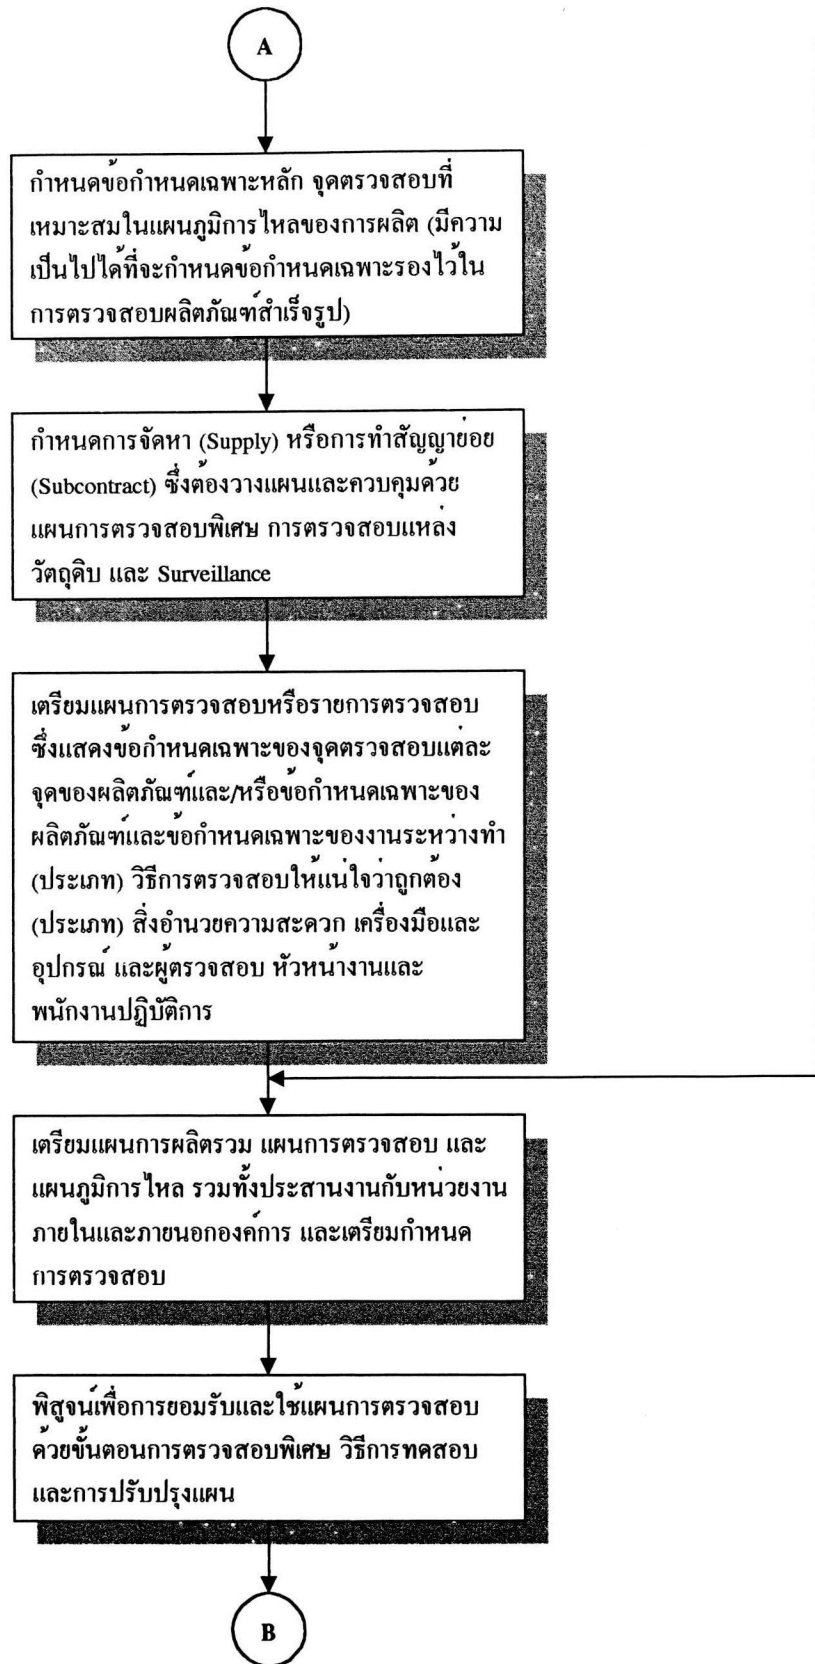 A
กำหนดข้อกำหนดเฉพาะหลัก จุดตรวจสอบที่
เหมาะสมในแผนภูมิการไหลของการผลิต (มีความ
เป็นไปได้ที่จะกำหนดข้อกำหนดเฉพาะรองไว้ใน
การตรวจสอบผลิตภัณฑ์สำเร็จรูป)
กำหนดการจัดหา (Supply) หรือการทำสัญญาย่อย
(Subcontract) ซึ่งต้องวางแผนและควบคุมด้วย
แผนการตรวจสอบพิเศษ การตรวจสอบแหล่ง
วัตถุดิบ และ Surveillance
เตรียมแผนการตรวจสอบหรือรายการตรวจสอบ
ซึ่งแสดงข้อกำหนดเฉพาะของจุดตรวจสอบแต่ละ
จุดของผลิตภัณฑ์และ/หรือข้อกำหนดเฉพาะของ
ผลิตภัณฑ์และข้อกำหนดเฉพาะของงานระหว่างทำ
(ประเภท) วิธีการตรวจสอบให้แน่ใจว่าถูกต้อง
(ประเภท) สิ่งอำนวยความสะดวก เครื่องมือและ
อุปกรณ์ และผู้ตรวจสอบ หัวหน้างานและ
พนักงานปฏิบัติการ
เตรียมแผนการผลิตรวม แผนการตรวจสอบ และ
แผนภูมิการไหล รวมทั้งประสานงานกับหน่วยงาน
ภายในและภายนอกองค์การ และเตรียมกำหนด
การตรวจสอบ
พิสูจน์เพื่อการยอมรับและใช้แผนการตรวจสอบ
ด้วยขั้นตอนการตรวจสอบพิเศษ วิธีการทดสอบ
และการปรับปรุงแผน
B